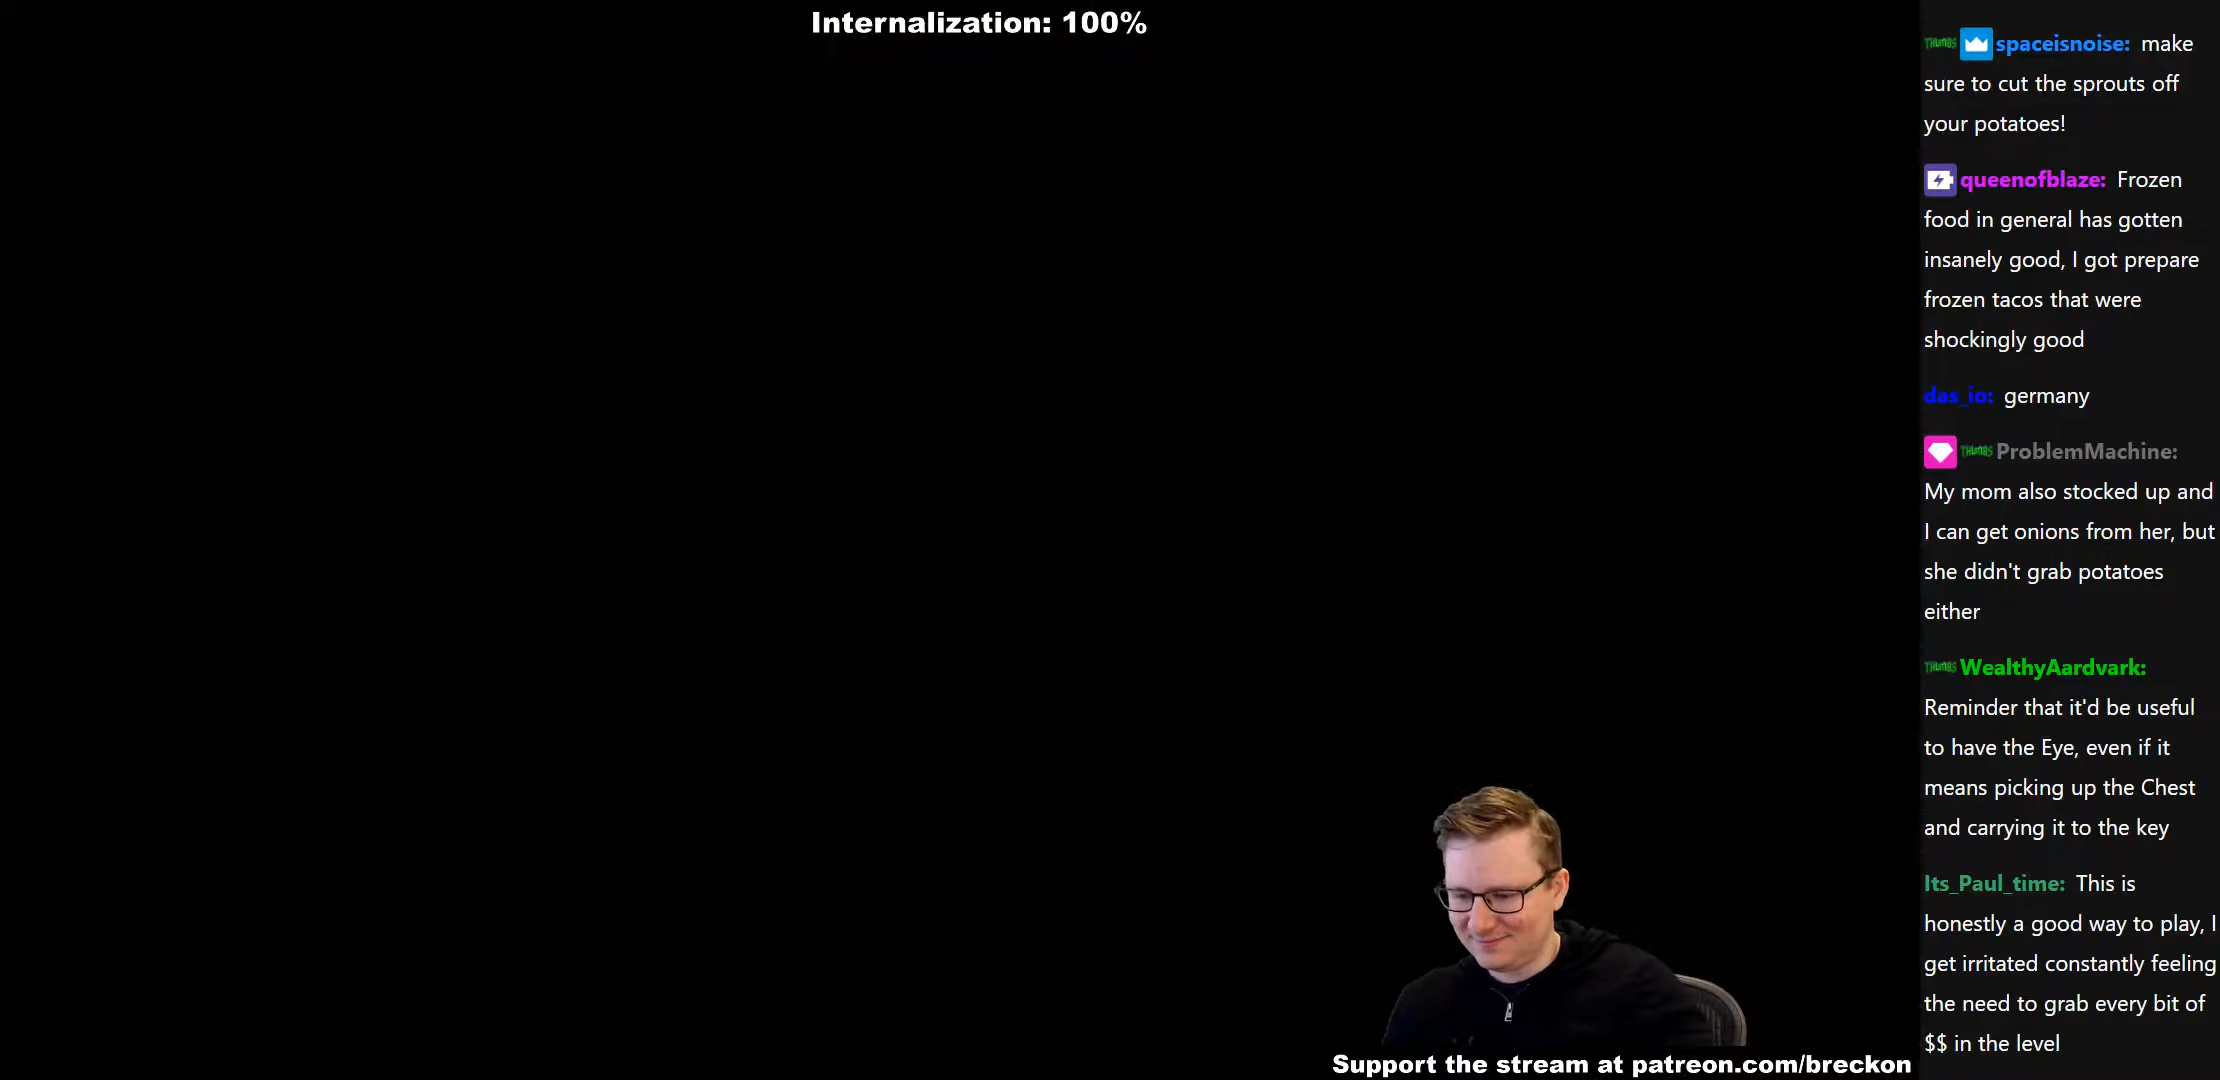 Internalization: 100%
THUMBS spaceisnoise: make
sure to cut the sprouts off
your potatoes!
queenofblaze: Frozen
food in general has gotten
insanely good, I got prepare
frozen tacos that were
shockingly good
das_io: germany
THUMBS ProblemMachine:
My mom also stocked up and
I can get onions from her, but
she didn't grab potatoes
either
THUMBS WealthyAardvark:
Reminder that it'd be useful
to have the Eye, even if it
means picking up the Chest
and carrying it to the key
Its_Paul_time: This is
honestly a good way to play, I
get irritated constantly feeling
the need to grab every bit of
$$ in the level
Support the stream at patreon.com/breckon